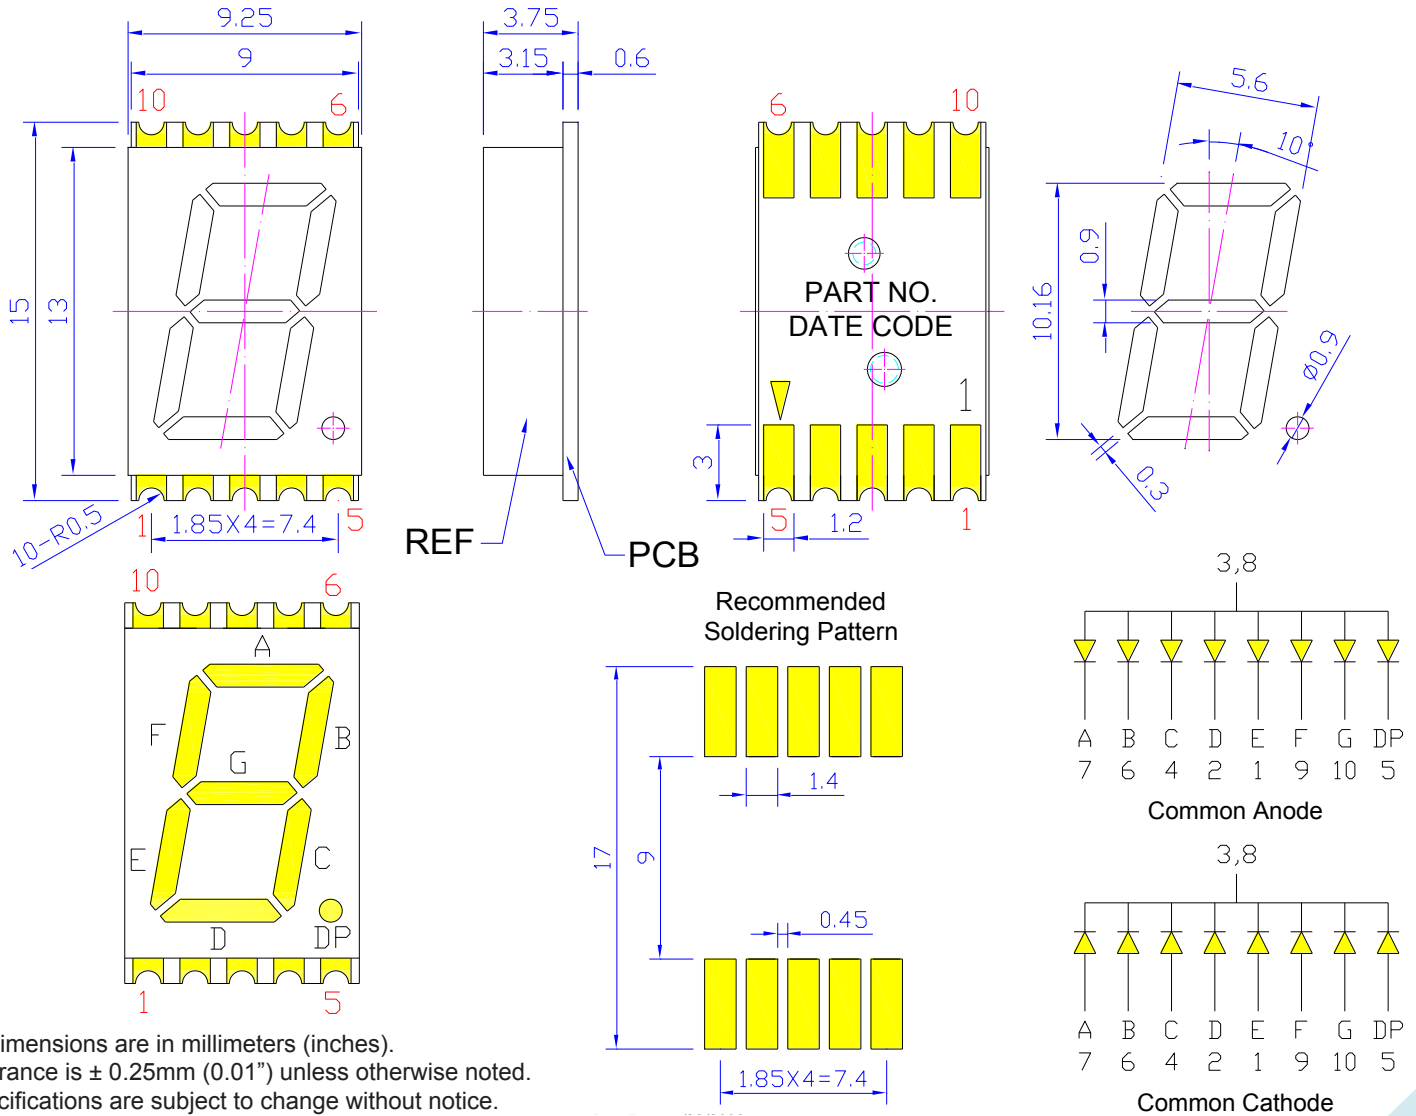 9.25
9
10
6
15
13
10-R0.5
1
1.85X4=7.4
5
3.75
3.15
0.6
REF
PCB
6
10
PART NO.
DATE CODE
1
3
5
1.2
1
5.6
10°
0.9
10.16
Ø0.9
0.3
10
6
A
F
B
G
E
C
D
DP
1
5
Recommended
Soldering Pattern
1.4
17
9
0.45
1.85X4=7.4
3,8
A B C D E F G DP
7 6 4 2 1 9 10 5
Common Anode
3,8
A B C D E F G DP
7 6 4 2 1 9 10 5
Common Cathode
imensions are in millimeters (inches).
rance is ± 0.25mm (0.01”) unless otherwise noted.
cifications are subject to change without notice.